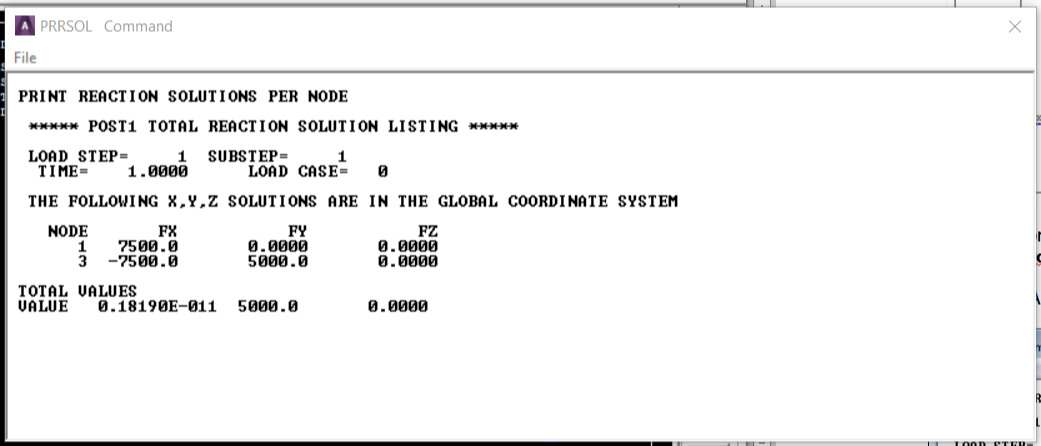 PRRSOL Command
File
PRINT REACTION SOLUTIONS PER NODE
***** POST1 TOTAL REACTION SOLUTION LISTING *****
LOAD STEP= 1 SUBSTEP= 1
TIME= 1.0000 LOAD CASE= 0
THE FOLLOWING X,Y,Z SOLUTIONS ARE IN THE GLOBAL COORDINATE SYSTEM
NODE FX FY FZ
1 7500.0 0.0000 0.0000
3 -7500.0 5000.0 0.0000
TOTAL VALUES
VALUE 0.18190E-011 5000.0 0.0000